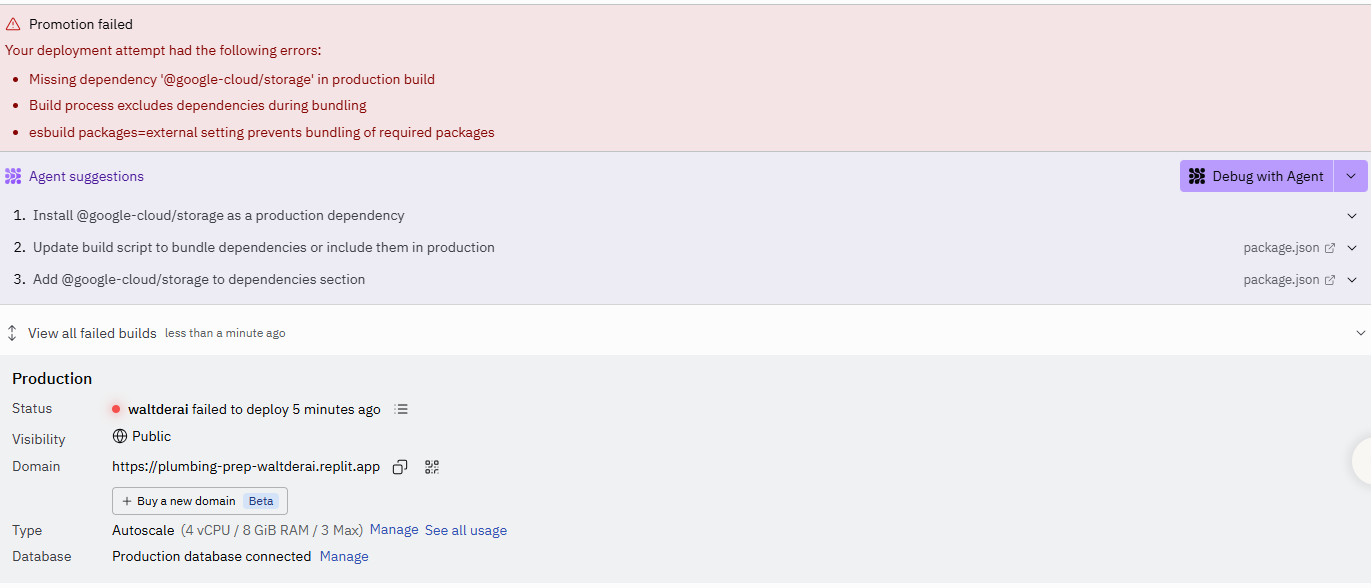 Promotion failed
Your deployment attempt had the following errors:
• Missing dependency '@google-cloud/storage' in production build
• Build process excludes dependencies during bundling
• esbuild packages=external setting prevents bundling of required packages
Agent suggestions Debug with Agent
1. Install @google-cloud/storage as a production dependency
2. Update build script to bundle dependencies or include them in production package.json
3. Add @google-cloud/storage to dependencies section package.json
View all failed builds less than a minute ago
Production
Status waltderai failed to deploy 5 minutes ago
Visibility Public
Domain https://plumbing-prep-waltderai.replit.app
+ Buy a new domain Beta
Type Autoscale (4 vCPU / 8 GiB RAM / 3 Max) Manage See all usage
Database Production database connected Manage